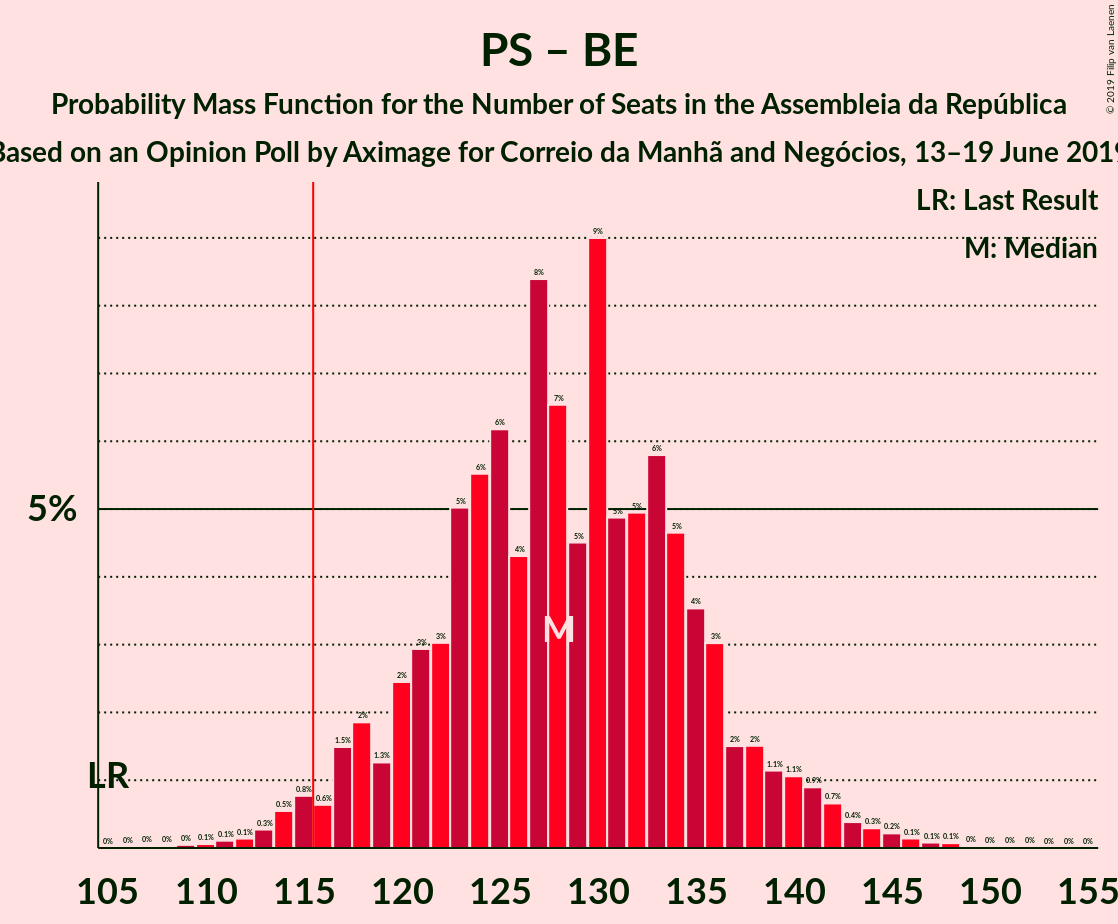 © 2019 Filip van Laenen
PS – BE
Probability Mass Function for the Number of Seats in the Assembleia da República
Based on an Opinion Poll by Aximage for Correio da Manhã and Negócios, 13–19 June 2019
LR: Last Result
M: Median
5%
LR
M
0% 0% 0% 0% 0% 0.1% 0.1% 0.1% 0.3% 0.5% 0.8% 0.6% 1.5% 2% 1.3% 2% 3% 3% 5% 6% 6% 4% 8% 7% 5% 9% 5% 5% 6% 5% 4% 3% 2% 2% 1.1% 1.1% 0.9% 0.7% 0.4% 0.3% 0.2% 0.1% 0.1% 0.1% 0% 0% 0% 0% 0% 0% 0%
105 110 115 120 125 130 135 140 145 150 155